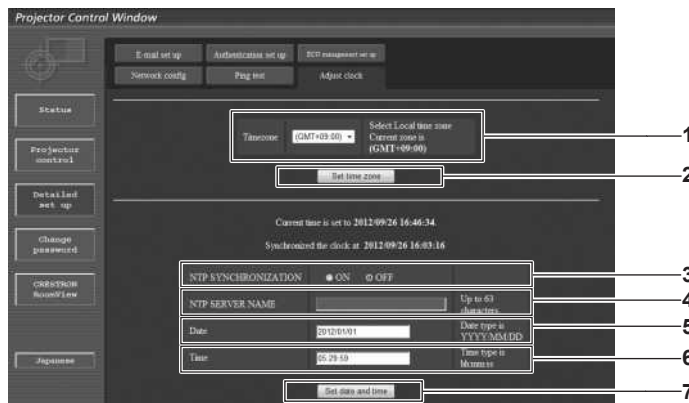 Projector Control Window
E-mail set up
Authentication set up
ECO management set up
Network config
Ping test
Adjust clock
Status
Projector control
Detailed set up
Change password
CRESTRON RoomView
Japanese
Timezone
(GMT+09:00)
Select Local time zone
Current zone is
(GMT+09:00)
1
Set time zone
2
Current time is set to 2012/09/26 16:46:34.
Synchronized the clock at 2012/09/26 16:03:16
NTP SYNCHRONIZATION ON OFF
3
NTP SERVER NAME
Up to 63
characters
4
Date
2012/01/01
Date type is
YYYY/MM/DD
5
Time
05:29:59
Time type is
hh:mm:ss
6
Set date and time
7